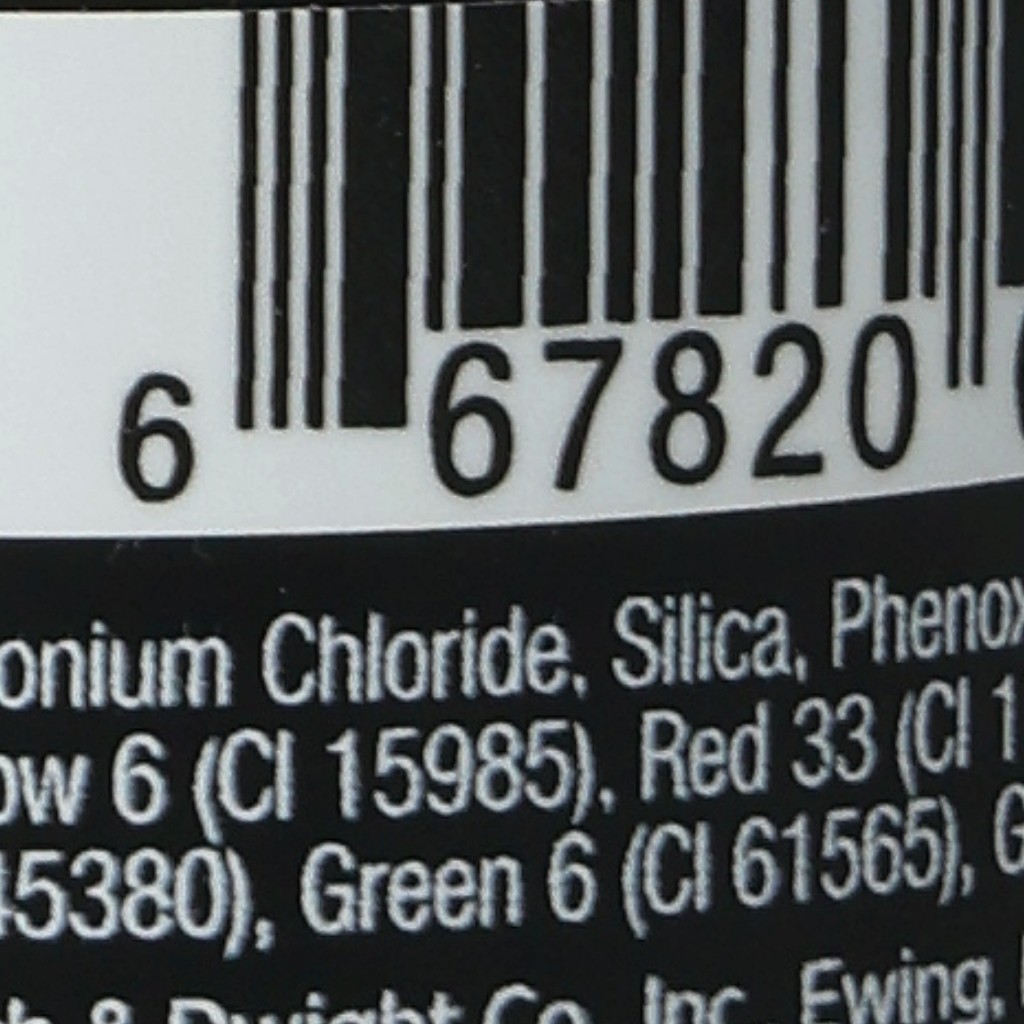 6 67820
onium Chloride, Silica, Phenox
ow 6 (CI 15985), Red 33 (CI 1
45380), Green 6 (CI 61565), G
& Dwight Co., Inc. Ewing,